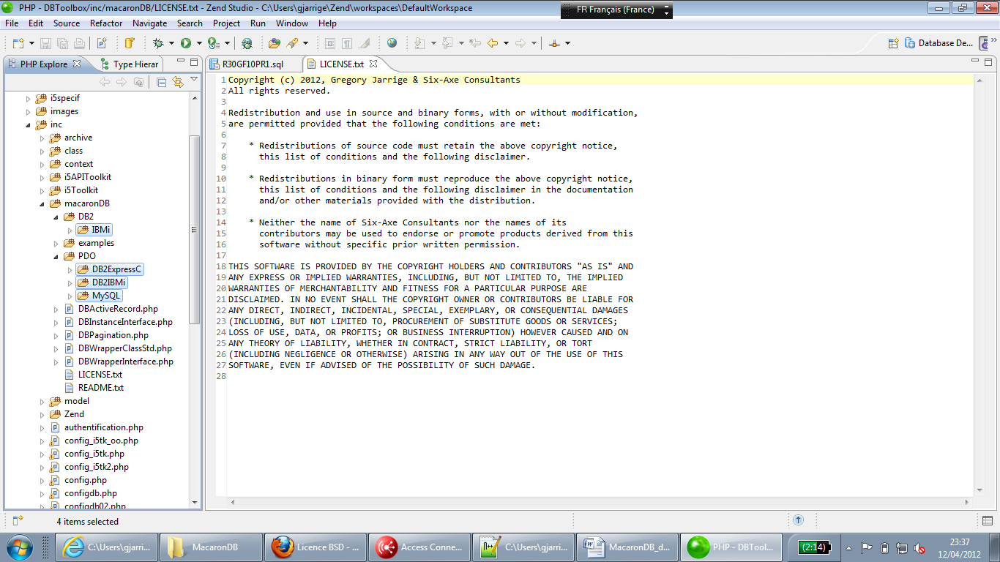 PHP - DBToolbox/inc/macaronDB/LICENSE.txt - Zend Studio - C:\Users\gjarrige\Zend\workspaces\DefaultWorkspace
FR Français (France)
File Edit Source Refactor Navigate Search Project Run Window Help
Database De...
PHP Explore
Type Hierar
R30GF10PR1.sql
LICENSE.txt
i5specif
images
inc
archive
class
context
i5APIToolkit
i5Toolkit
macaronDB
DB2
IBMi
examples
PDO
DB2ExpressC
DB2IBMi
MySQL
DBActiveRecord.php
DBInstanceInterface.php
DBPagination.php
DBWrapperClassStd.php
DBWrapperInterface.php
LICENSE.txt
README.txt
model
Zend
authentification.php
config_i5tk_oo.php
config_i5tk.php
config_i5tk2.php
config.php
configdb.php
configdb02.php
1 Copyright (c) 2012, Gregory Jarrige & Six-Axe Consultants
2 All rights reserved.
3
4 Redistribution and use in source and binary forms, with or without modification,
5 are permitted provided that the following conditions are met:
6
7 * Redistributions of source code must retain the above copyright notice,
8 this list of conditions and the following disclaimer.
9
10 * Redistributions in binary form must reproduce the above copyright notice,
11 this list of conditions and the following disclaimer in the documentation
12 and/or other materials provided with the distribution.
13
14 * Neither the name of Six-Axe Consultants nor the names of its
15 contributors may be used to endorse or promote products derived from this
16 software without specific prior written permission.
17
18 THIS SOFTWARE IS PROVIDED BY THE COPYRIGHT HOLDERS AND CONTRIBUTORS "AS IS" AND
19 ANY EXPRESS OR IMPLIED WARRANTIES, INCLUDING, BUT NOT LIMITED TO, THE IMPLIED
20 WARRANTIES OF MERCHANTABILITY AND FITNESS FOR A PARTICULAR PURPOSE ARE
21 DISCLAIMED. IN NO EVENT SHALL THE COPYRIGHT OWNER OR CONTRIBUTORS BE LIABLE FOR
22 ANY DIRECT, INDIRECT, INCIDENTAL, SPECIAL, EXEMPLARY, OR CONSEQUENTIAL DAMAGES
23 (INCLUDING, BUT NOT LIMITED TO, PROCUREMENT OF SUBSTITUTE GOODS OR SERVICES;
24 LOSS OF USE, DATA, OR PROFITS; OR BUSINESS INTERRUPTION) HOWEVER CAUSED AND ON
25 ANY THEORY OF LIABILITY, WHETHER IN CONTRACT, STRICT LIABILITY, OR TORT
26 (INCLUDING NEGLIGENCE OR OTHERWISE) ARISING IN ANY WAY OUT OF THE USE OF THIS
27 SOFTWARE, EVEN IF ADVISED OF THE POSSIBILITY OF SUCH DAMAGE.
28
4 items selected
C:\Users\gjarri...
MacaronDB
Licence BSD - ...
Access Conne...
C:\Users\gjarri...
MacaronDB_d...
PHP - DBTool...
(2:14)
23:37
12/04/2012